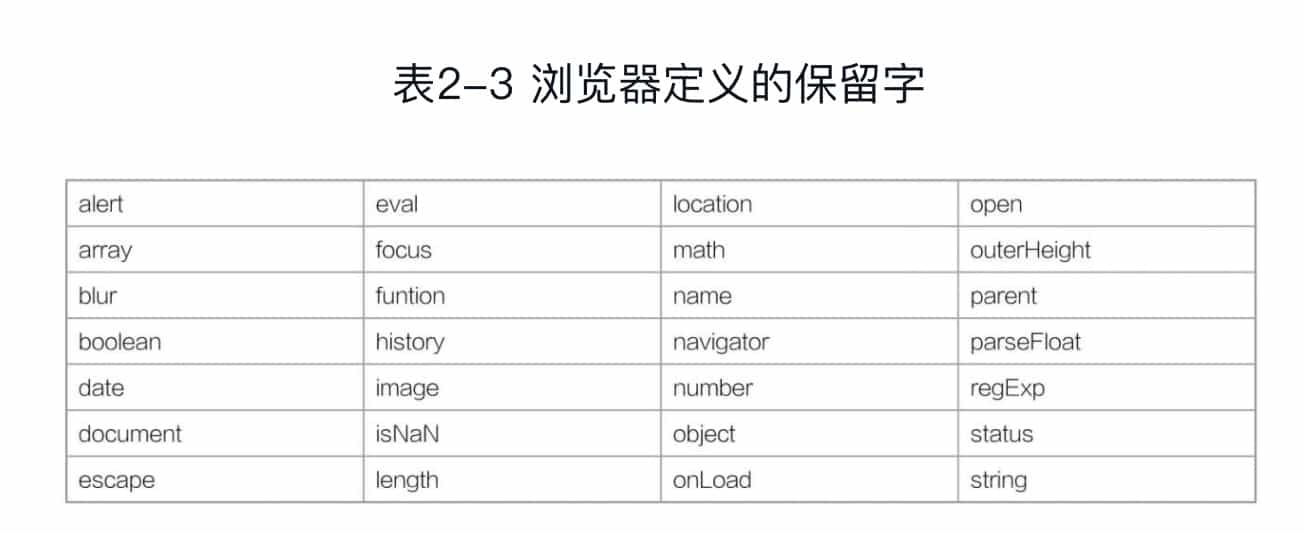 表2-3 浏览器定义的保留字
alert eval location open
array focus math outerHeight
blur funtion name parent
boolean history navigator parseFloat
date image number regExp
document isNaN object status
escape length onLoad string